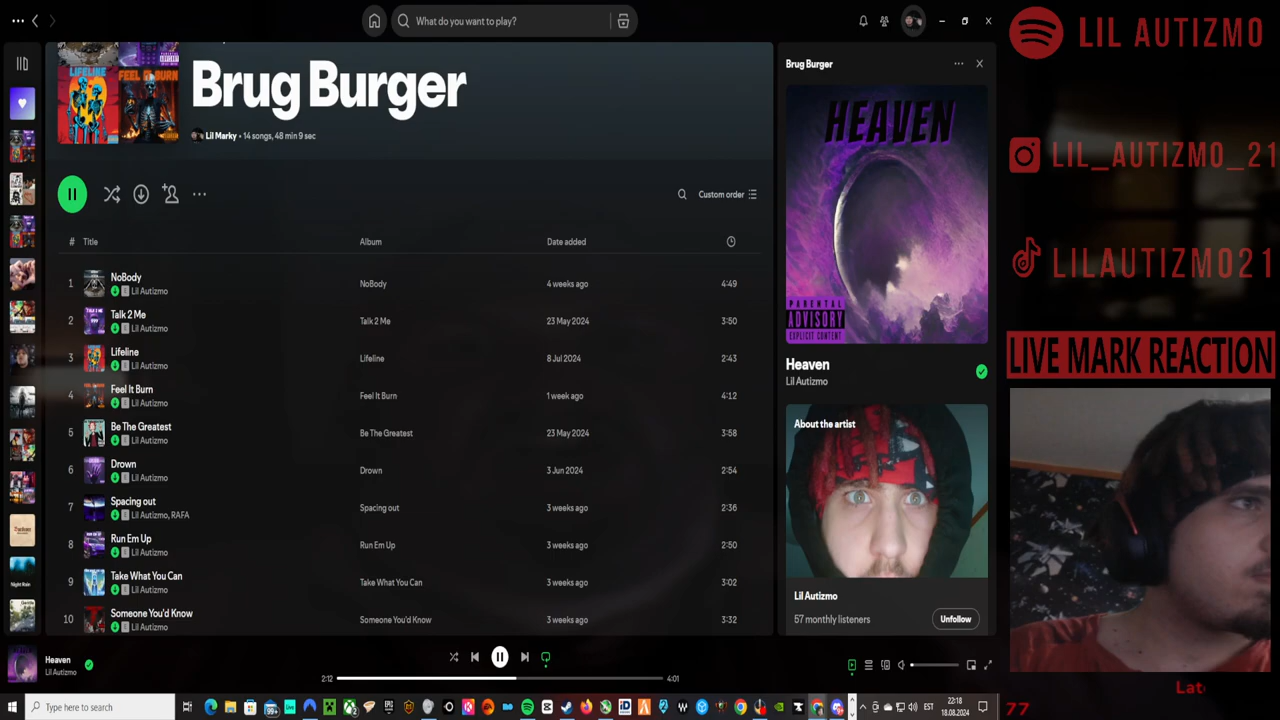 What do you want to play?
LIL AUTIZMO
LIL_AUTIZMO_21
LILAUTIZMO21
LIVE MARK REACTION
LIFELINE
FEEL IT BURN
Brug Burger
Lil Marky • 14 songs, 48 min 9 sec
Custom order
# Title Album Date added
1 NoBody NoBody 4 weeks ago 4:49
E Lil Autizmo
2 Talk 2 Me Talk 2 Me 23 May 2024 3:50
E Lil Autizmo
3 Lifeline Lifeline 8 Jul 2024 2:43
E Lil Autizmo
4 Feel It Burn Feel It Burn 1 week ago 4:12
E Lil Autizmo
5 Be The Greatest Be The Greatest 23 May 2024 3:58
E Lil Autizmo
6 Drown Drown 3 Jun 2024 2:54
E Lil Autizmo
7 Spacing out Spacing out 3 weeks ago 2:36
E Lil Autizmo, RAFA
8 Run Em Up Run Em Up 3 weeks ago 2:50
E Lil Autizmo
9 Take What You Can Take What You Can 3 weeks ago 3:02
E Lil Autizmo
10 Someone You'd Know Someone You'd Know 3 weeks ago 3:32
E Lil Autizmo
Brug Burger
HEAVEN
PARENTAL
ADVISORY
EXPLICIT CONTENT
Heaven
Lil Autizmo
About the artist
Lil Autizmo
57 monthly listeners Unfollow
Night Rain
Heaven
Lil Autizmo
2:12 4:01
Type here to search
99+
EST
22:18
18.08.2024
Lat
77